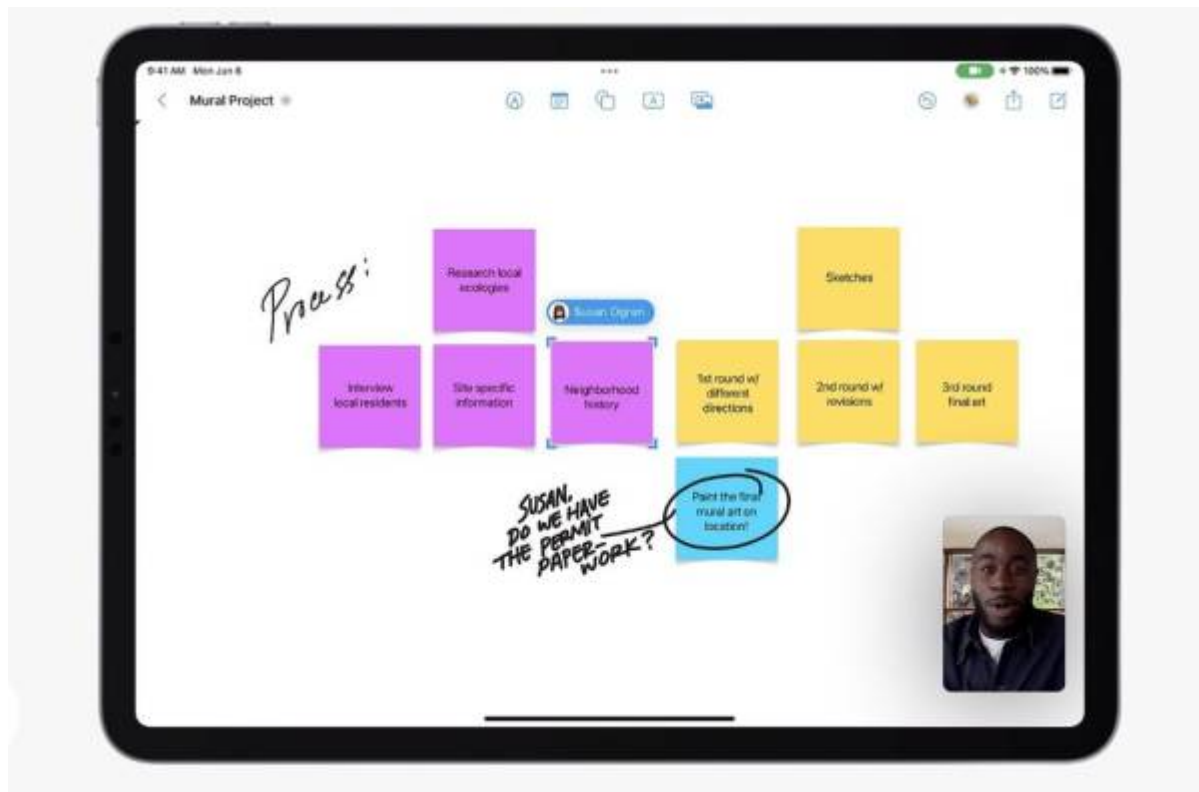 9:41 AM Mon Jun 6
100%
Mural Project
Process:
Research local
ecologies
Sketches
Susan Ogren
Interview
local residents
Site specific
information
Neighborhood
history
1st round w/
different
directions
2nd round w/
revisions
3rd round
final art
Paint the final
mural art on
location!
SUSAN,
DO WE HAVE
THE PERMIT
PAPER-
WORK?